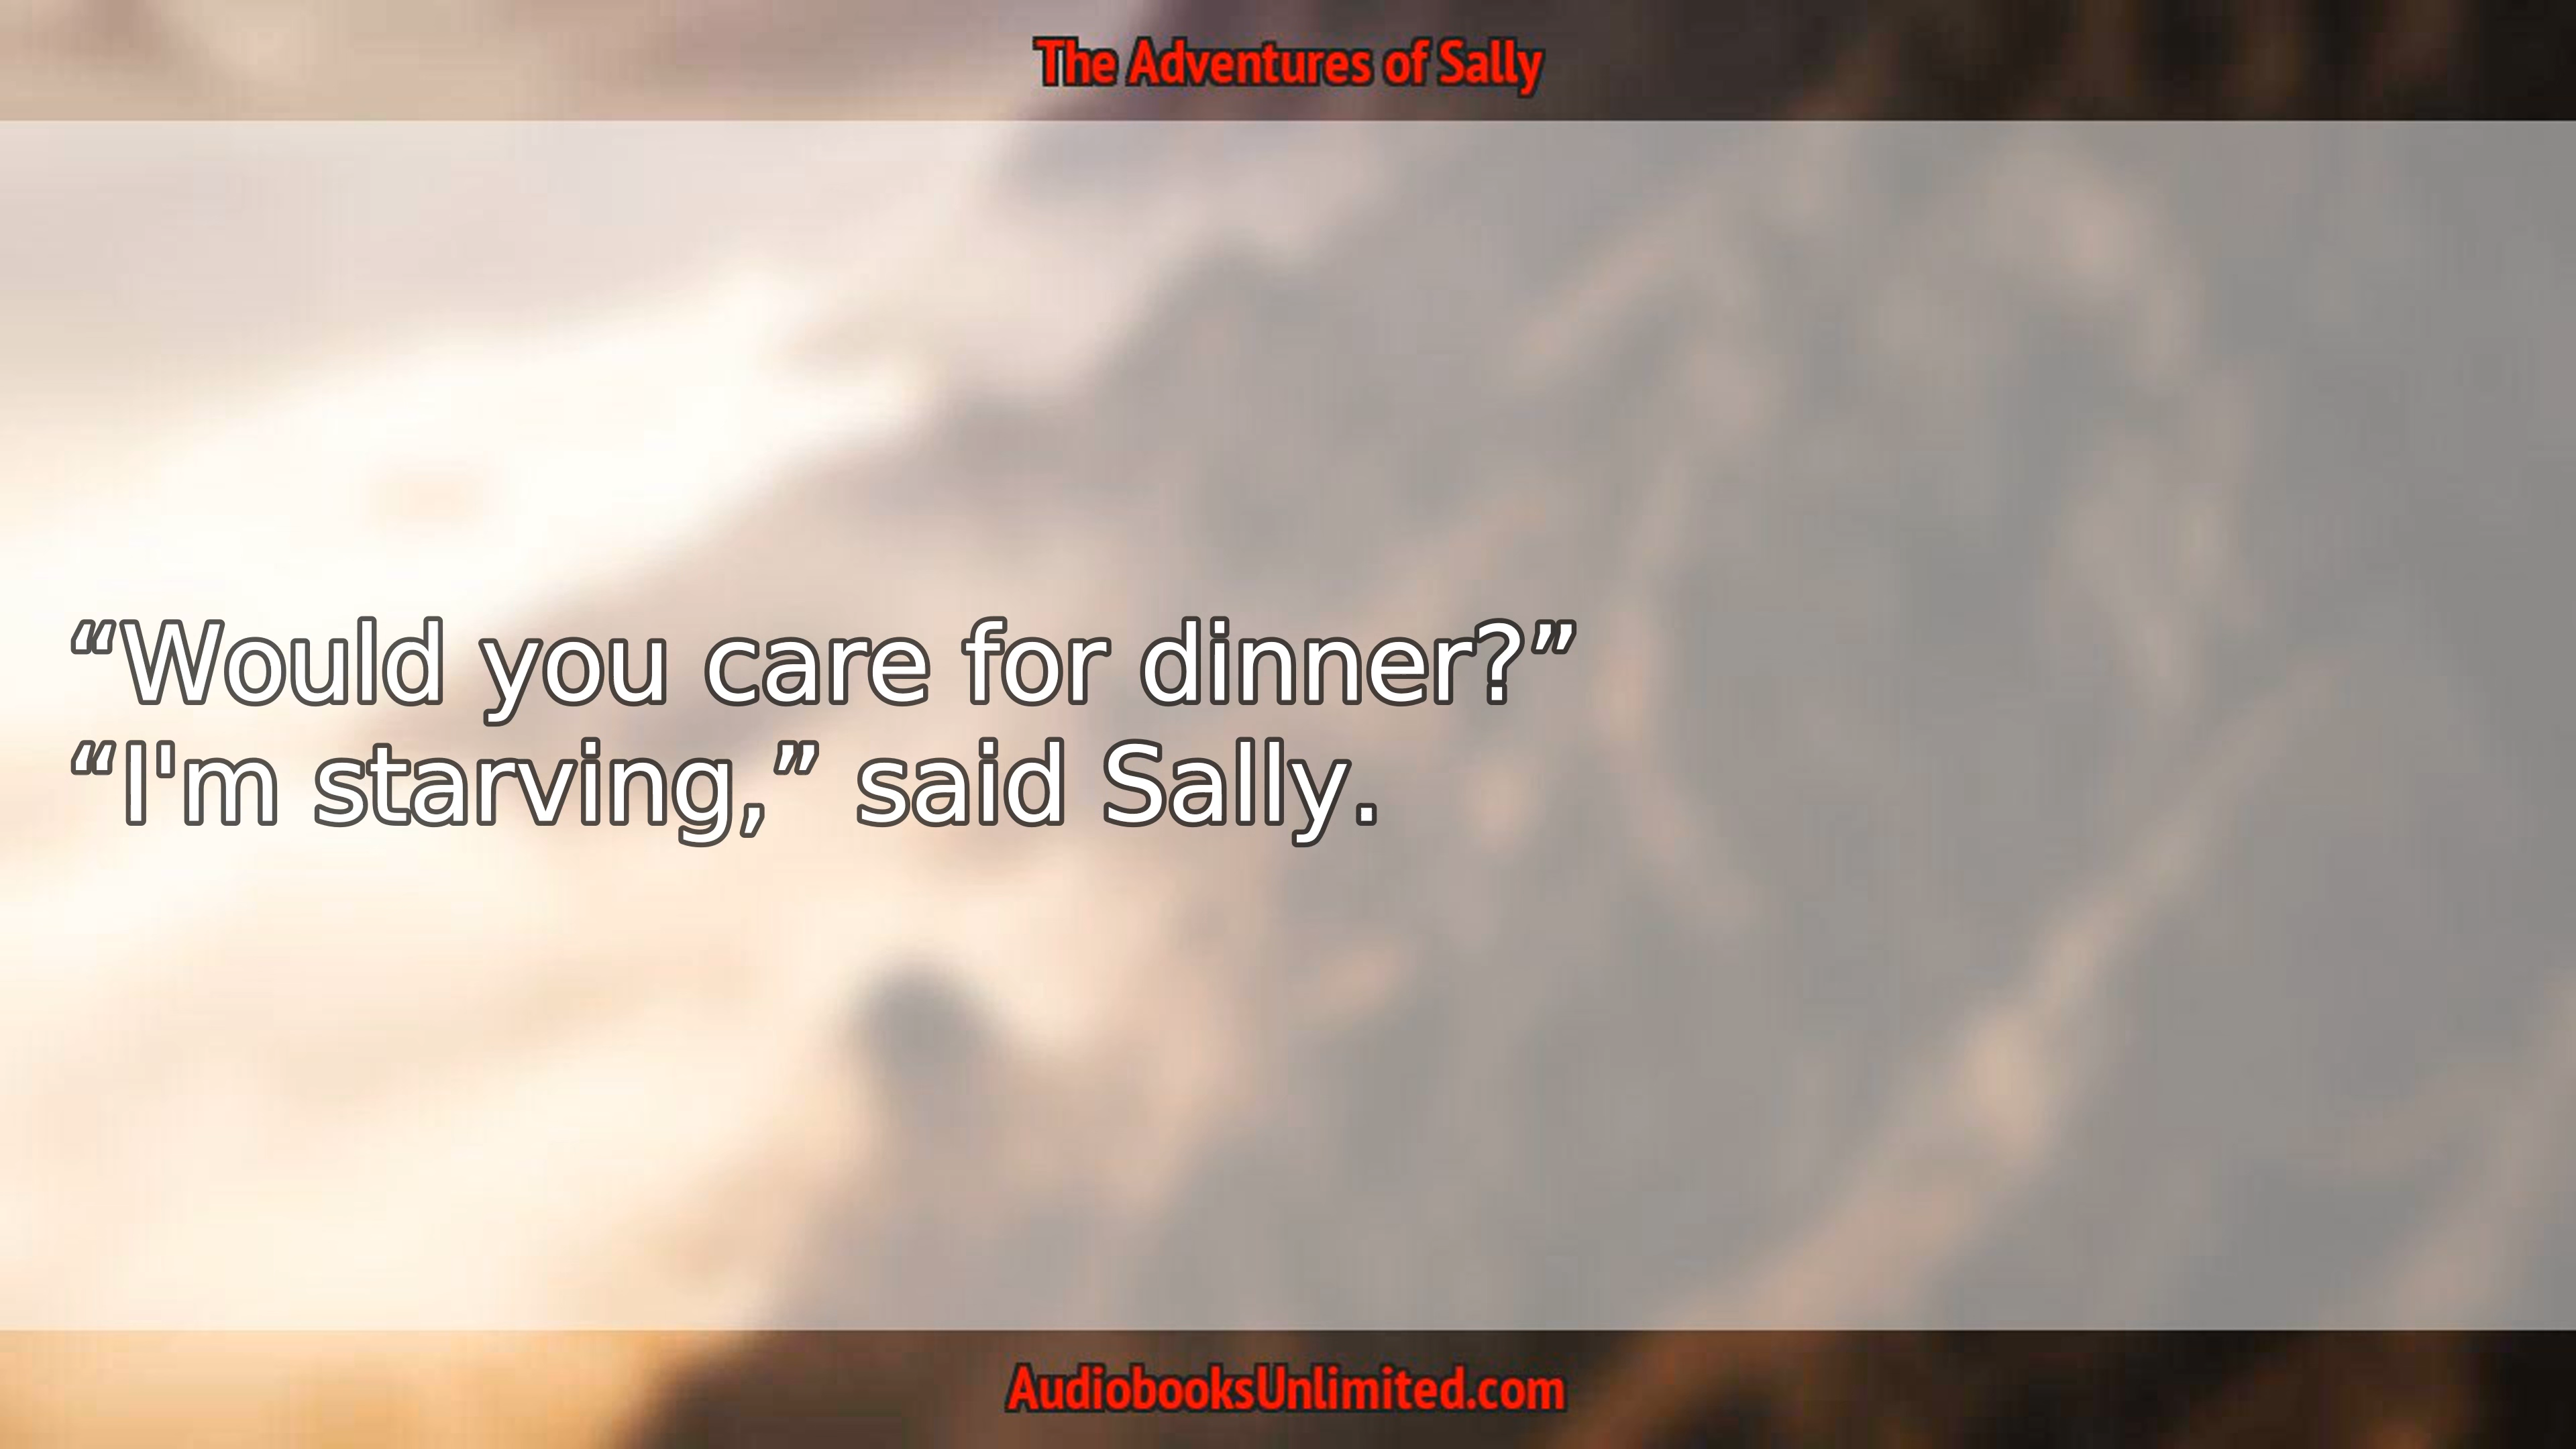 The Adventures of Sally
“Would you care for dinner?”
“I'm starving,” said Sally.
AudiobooksUnlimited.com